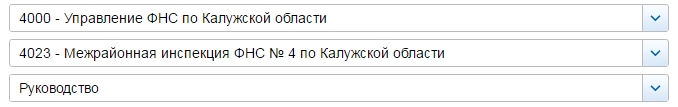 4000 - Управление ФНС по Калужской области
4023 - Межрайонная инспекция ФНС № 4 по Калужской области
Руководство